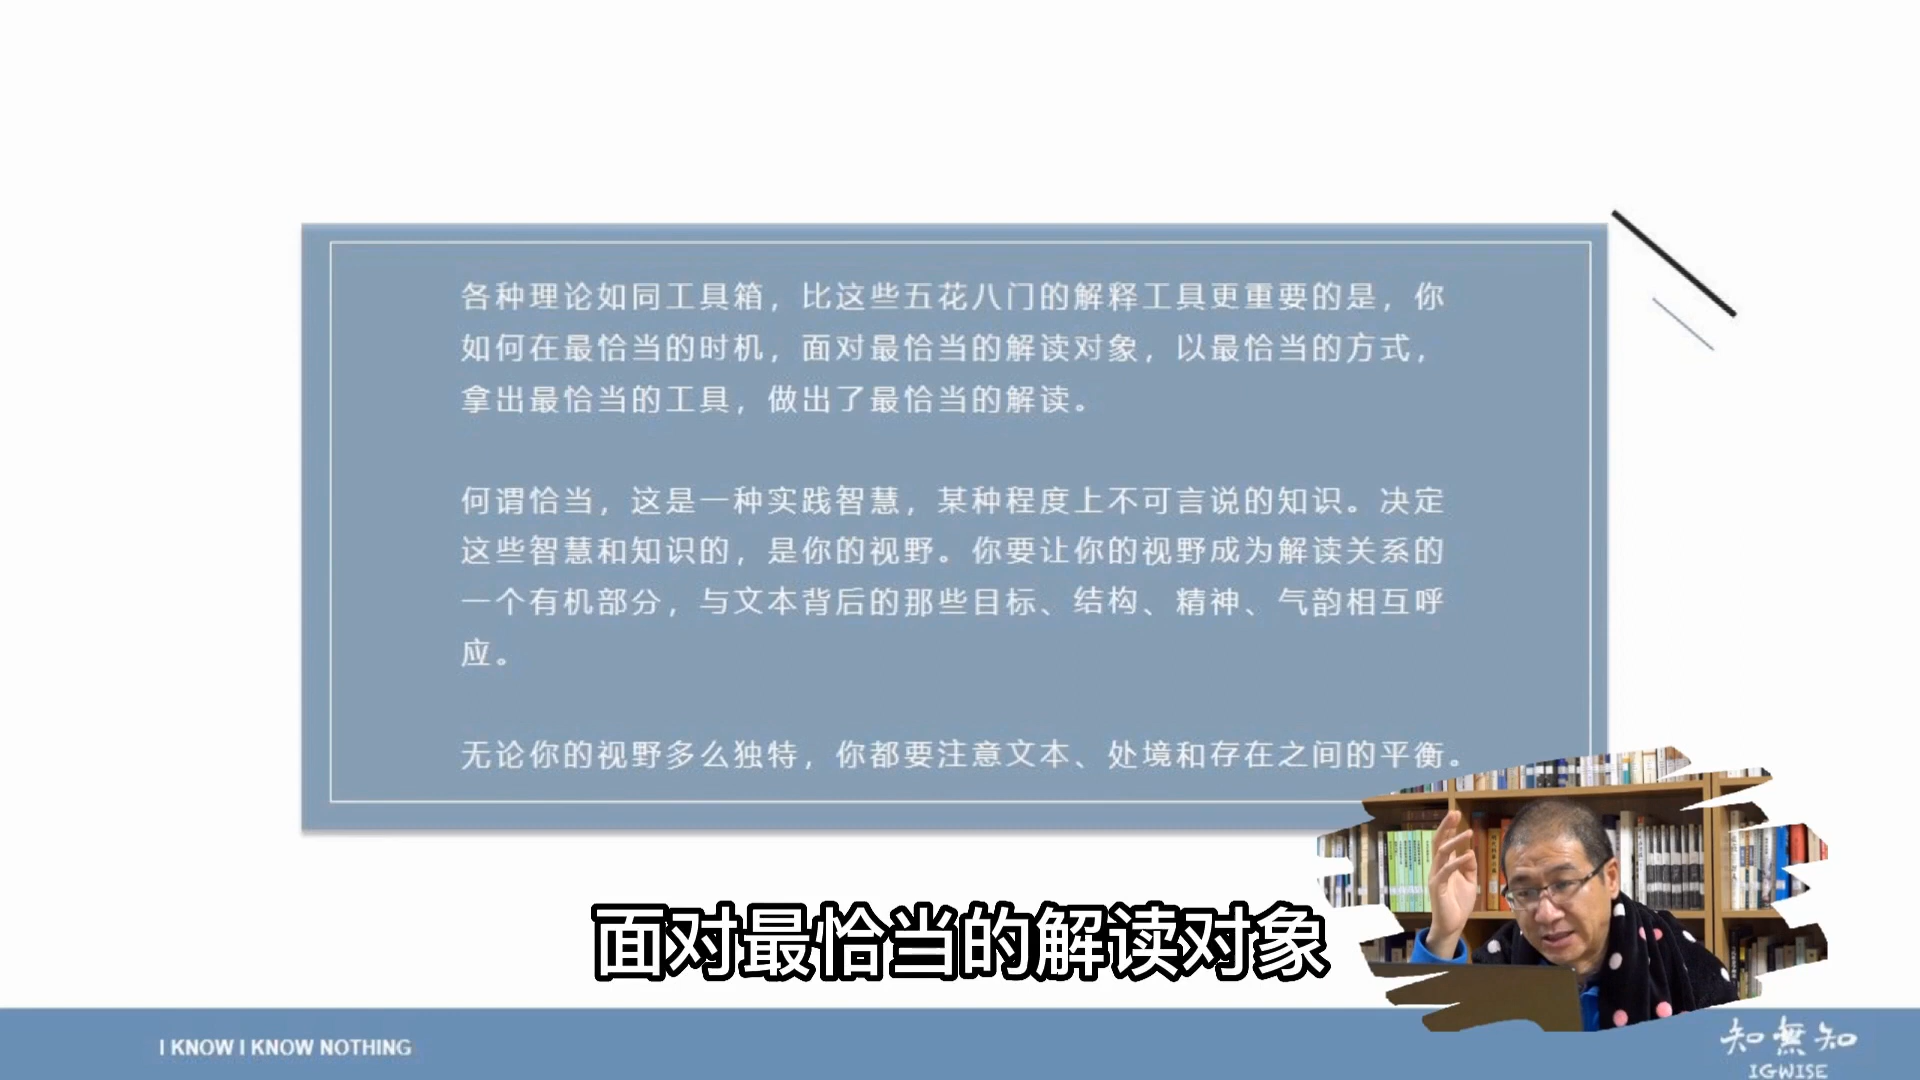 各种理论如同工具箱，比这些五花八门的解释工具更重要的是，你
如何在最恰当的时机，面对最恰当的解读对象，以最恰当的方式，
拿出最恰当的工具，做出了最恰当的解读。
何谓恰当，这是一种实践智慧，某种程度上不可言说的知识。决定
这些智慧和知识的，是你的视野。你要让你的视野成为解读关系的
一个有机部分，与文本背后的那些目标、结构、精神、气韵相互呼
应。
无论你的视野多么独特，你都要注意文本、处境和存在之间的平衡。
面对最恰当的解读对象
I KNOW I KNOW NOTHING
知無知
IGWISE